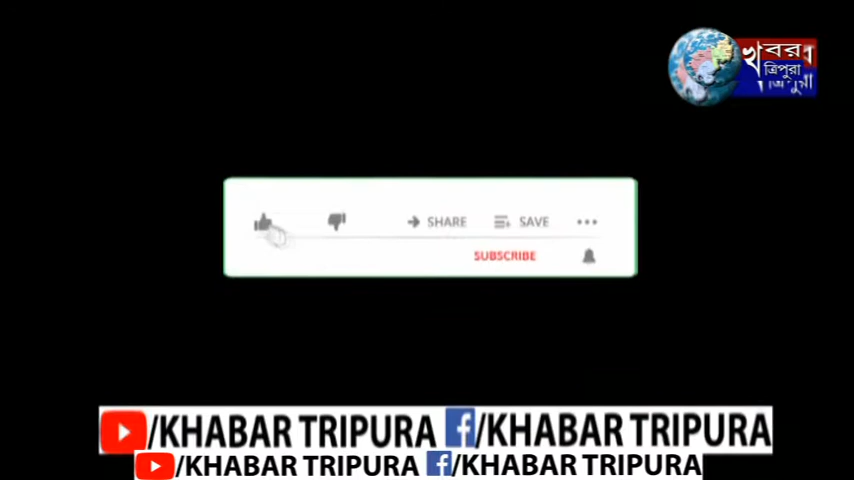 খবর
ত্রিপুরা
SHARE SAVE
SUBSCRIBE
/KHABAR TRIPURA /KHABAR TRIPURA
/KHABAR TRIPURA /KHABAR TRIPURA